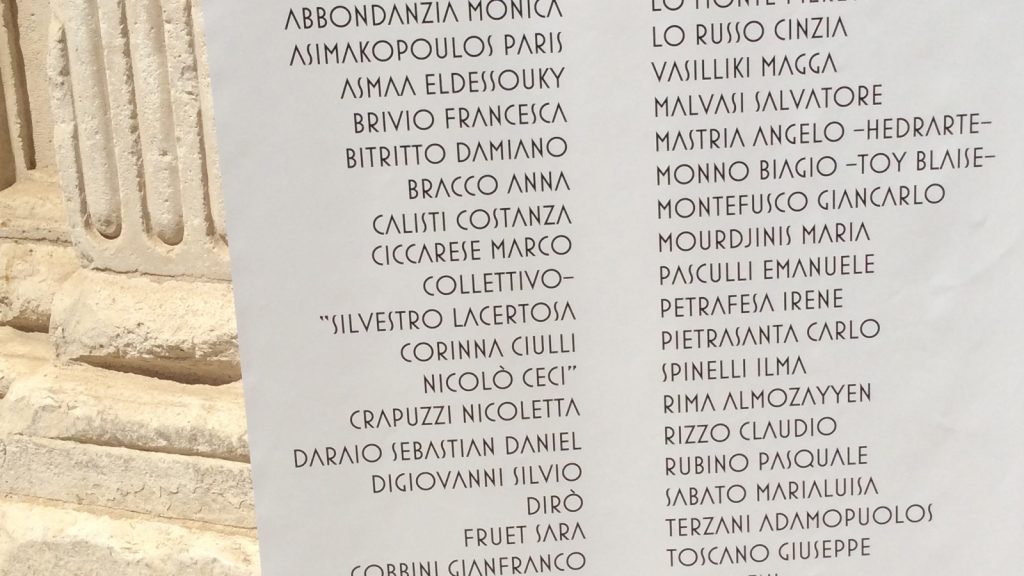 ABBONDANZIA MONICA
ASIMAKOPOULOS PARIS
ASMAA ELDESSOUKY
BRIVIO FRANCESCA
BITRITTO DAMIANO
BRACCO ANNA
CALISTI COSTANZA
CICCARESE MARCO
COLLETTIVO–
"SILVESTRO LACERTOSA
CORINNA CIULLI
NICOLÒ CECI"
CRAPUZZI NICOLETTA
DARAIO SEBASTIAN DANIEL
DIGIOVANNI SILVIO
DIRÒ
FRUET SARA
GIANFRANCO
LO MONTE
LO RUSSO CINZIA
VASILLIKI MAGGA
MALVASI SALVATORE
MASTRIA ANGELO –HEDRARTE–
MONNO BIAGIO –TOY BLAISE–
MONTEFUSCO GIANCARLO
MOURDJINIS MARIA
PASCULLI EMANUELE
PETRAFESA IRENE
PIETRASANTA CARLO
SPINELLI ILMA
RIMA ALMOZAYYEN
RIZZO CLAUDIO
RUBINO PASQUALE
SABATO MARIALUISA
TERZANI ADAMOPUOLOS
TOSCANO GIUSEPPE